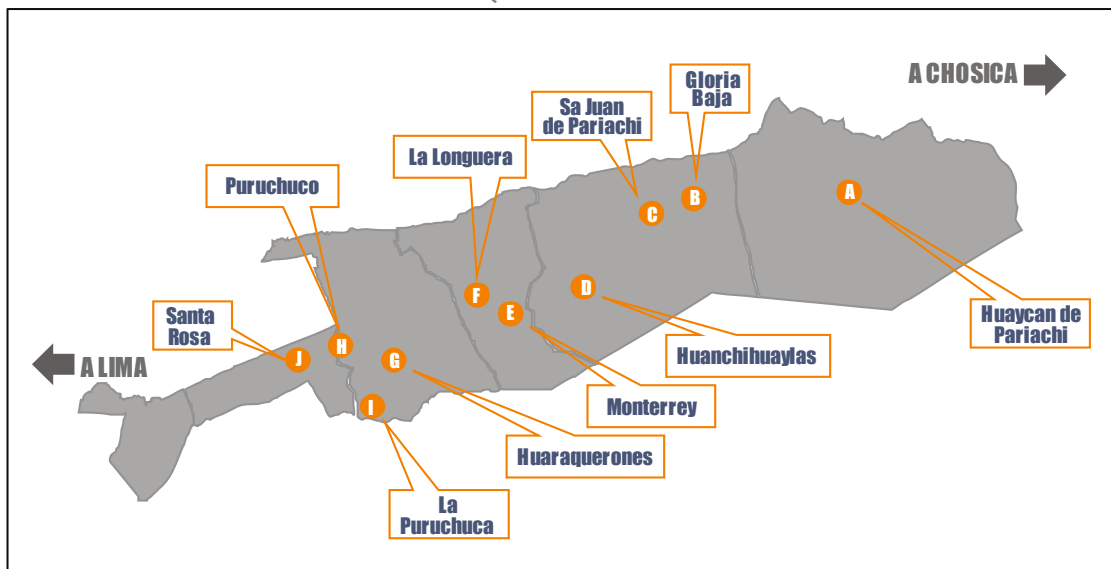 A CHOSICA
Gloria
Baja
Sa Juan
de Pariachi
La Longuera
Puruchuco
A
B
C
D
F
E
Huaycan de
Pariachi
Santa
Rosa
H
J
G
Huanchihuaylas
A LIMA
I
Monterrey
Huaraquerones
La
Puruchuca